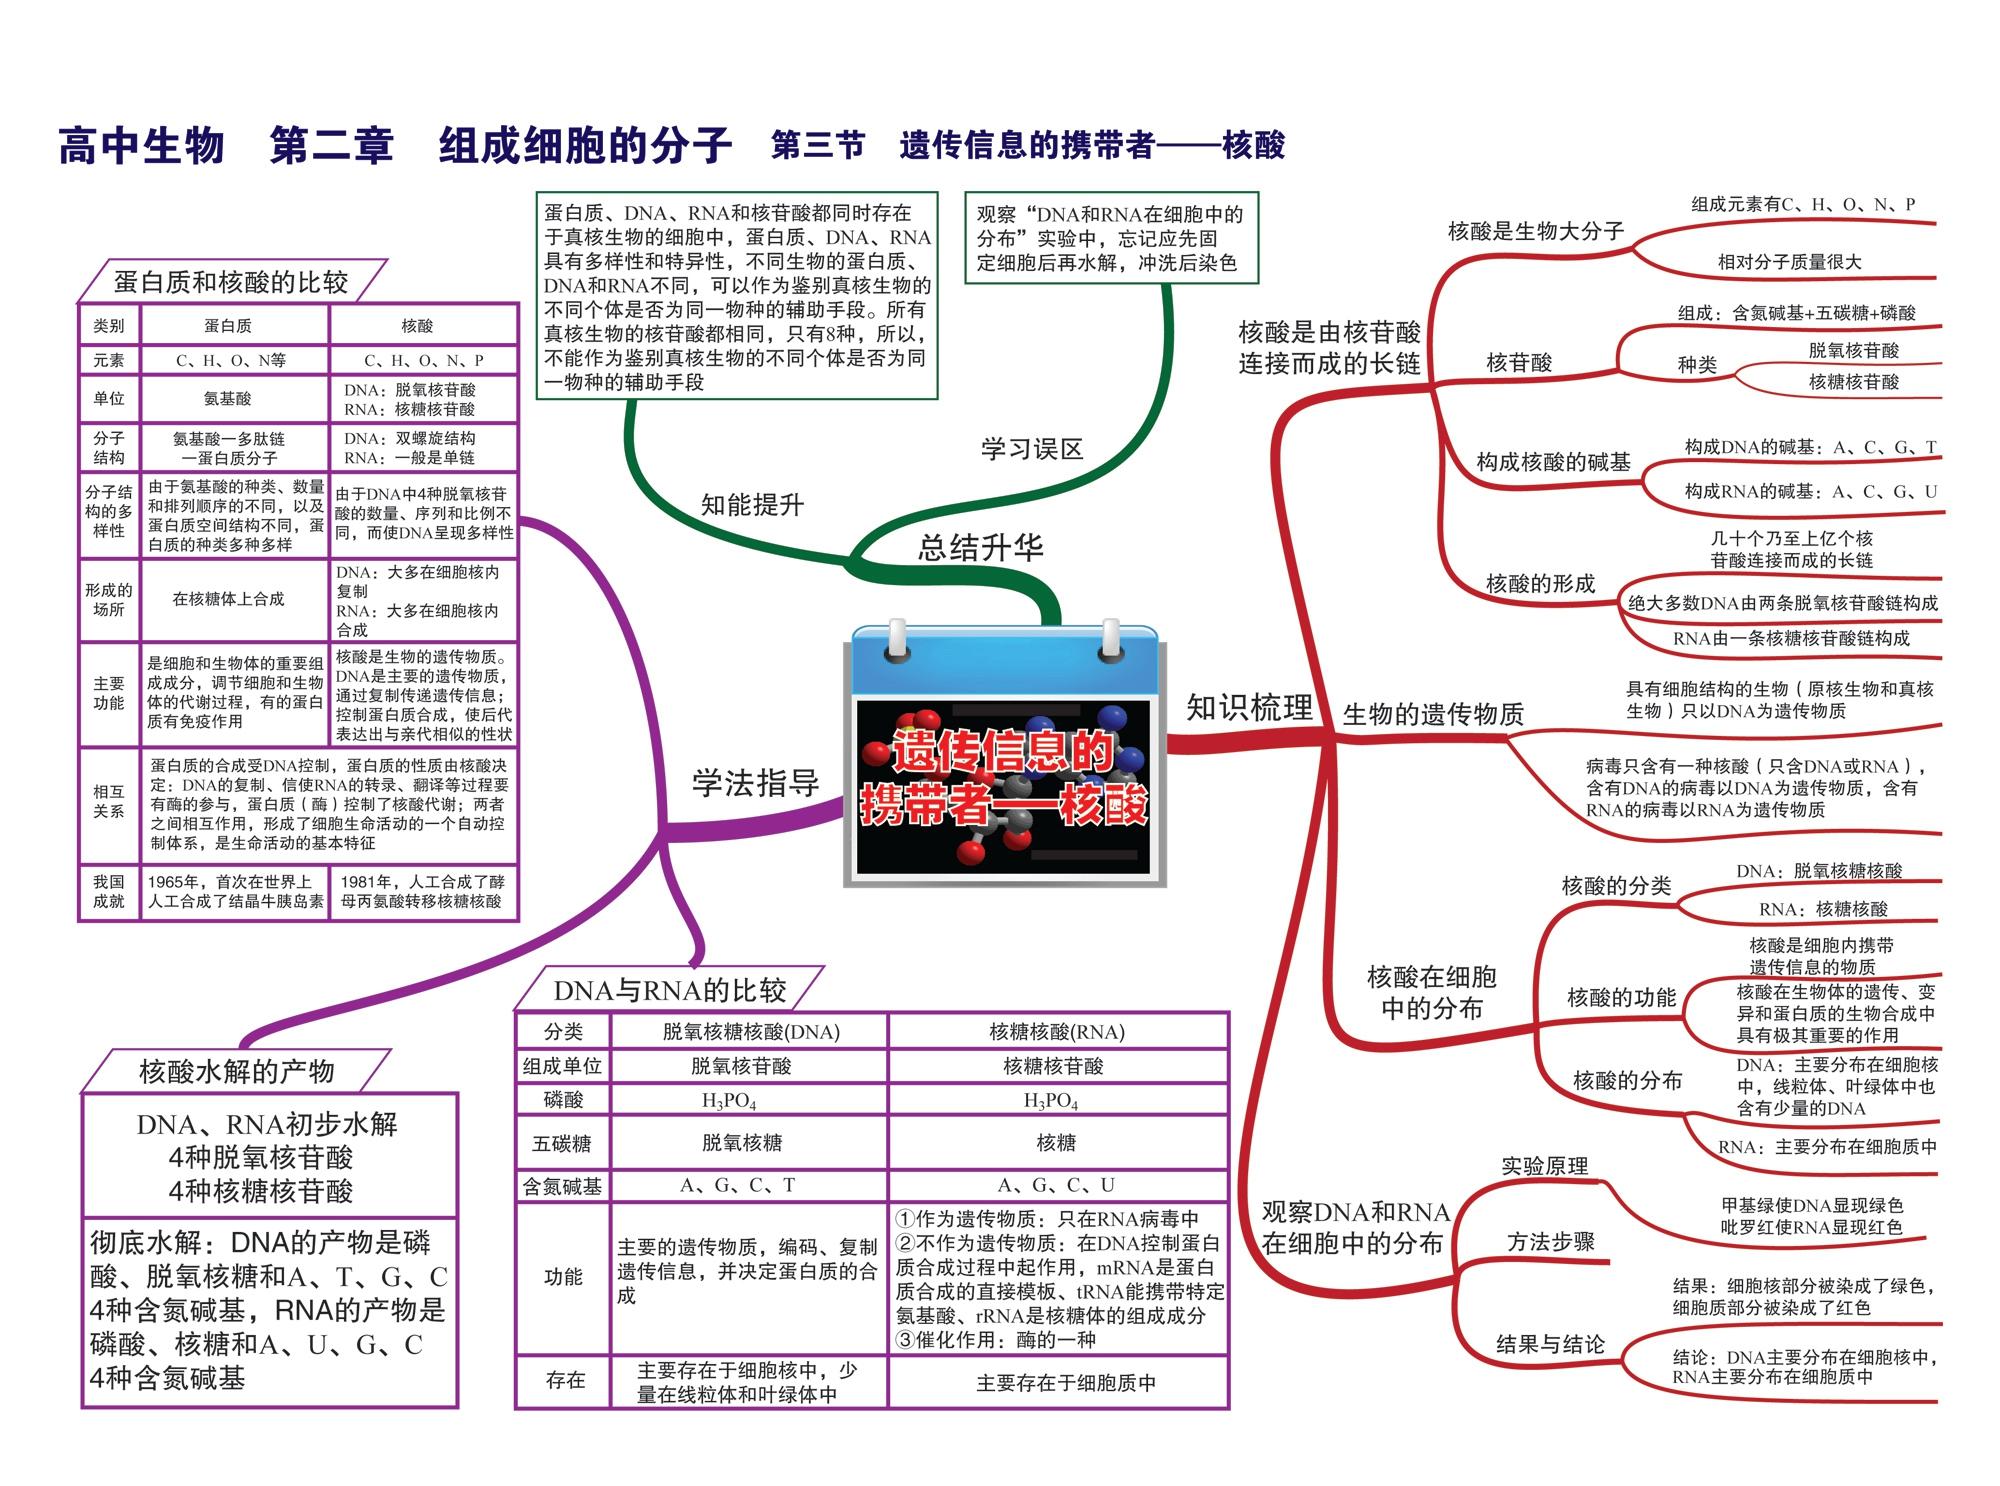 高中生物 第二章 组成细胞的分子 第三节 遗传信息的携带者——核酸
蛋白质和核酸的比较
类别 蛋白质 核酸
元素 C、H、O、N等 C、H、O、N、P
单位 氨基酸
DNA：脱氧核苷酸
RNA：核糖核苷酸
分子
结构
氨基酸一多肽链
一蛋白质分子
DNA：双螺旋结构
RNA：一般是单链
分子结
构的多
样性
由于氨基酸的种类、数量
和排列顺序的不同，以及
蛋白质空间结构不同，蛋
白质的种类多种多样
由于DNA中4种脱氧核苷
酸的数量、序列和比例不
同，而使DNA呈现多样性
形成的
场所
在核糖体上合成
DNA：大多在细胞核内
复制
RNA：大多在细胞核内
合成
主要
功能
是细胞和生物体的重要组
成成分，调节细胞和生物
体的代谢过程，有的蛋白
质有免疫作用
核酸是生物的遗传物质。
DNA是主要的遗传物质，
通过复制传递遗传信息；
控制蛋白质合成，使后代
表达出与亲代相似的性状
相互
关系
蛋白质的合成受DNA控制，蛋白质的性质由核酸决
定：DNA的复制、信使RNA的转录、翻译等过程要
有酶的参与，蛋白质（酶）控制了核酸代谢；两者
之间相互作用，形成了细胞生命活动的一个自动控
制体系，是生命活动的基本特征
我国
成就
1965年，首次在世界上
人工合成了结晶牛胰岛素
1981年，人工合成了酵
母丙氨酸转移核糖核酸
蛋白质、DNA、RNA和核苷酸都同时存在
于真核生物的细胞中，蛋白质、DNA、RNA
具有多样性和特异性，不同生物的蛋白质、
DNA和RNA不同，可以作为鉴别真核生物的
不同个体是否为同一物种的辅助手段。所有
真核生物的核苷酸都相同，只有8种，所以，
不能作为鉴别真核生物的不同个体是否为同
一物种的辅助手段
观察“DNA和RNA在细胞中的
分布”实验中，忘记应先固
定细胞后再水解，冲洗后染色
学习误区
知能提升
总结升华
遗传信息的
携带者一核酸
学法指导
知识梳理
核酸水解的产物
DNA、RNA初步水解
4种脱氧核苷酸
4种核糖核苷酸
彻底水解：DNA的产物是磷
酸、脱氧核糖和A、T、G、C
4种含氮碱基，RNA的产物是
磷酸、核糖和A、U、G、C
4种含氮碱基
DNA与RNA的比较
分类 脱氧核糖核酸(DNA) 核糖核酸(RNA)
组成单位 脱氧核苷酸 核糖核苷酸
磷酸 H₃PO₄ H₃PO₄
五碳糖 脱氧核糖 核糖
含氮碱基 A、G、C、T A、G、C、U
功能
主要的遗传物质，编码、复制
遗传信息，并决定蛋白质的合
成
①作为遗传物质：只在RNA病毒中
②不作为遗传物质：在DNA控制蛋白
质合成过程中起作用，mRNA是蛋白
质合成的直接模板、tRNA能携带特定
氨基酸、rRNA是核糖体的组成成分
③催化作用：酶的一种
存在
主要存在于细胞核中，少
量在线粒体和叶绿体中
主要存在于细胞质中
核酸是由核苷酸
连接而成的长链
核酸是生物大分子
组成元素有C、H、O、N、P
相对分子质量很大
核苷酸
组成：含氮碱基+五碳糖+磷酸
种类
脱氧核苷酸
核糖核苷酸
构成核酸的碱基
构成DNA的碱基：A、C、G、T
构成RNA的碱基：A、C、G、U
核酸的形成
几十个乃至上亿个核
苷酸连接而成的长链
绝大多数DNA由两条脱氧核苷酸链构成
RNA由一条核糖核苷酸链构成
生物的遗传物质
具有细胞结构的生物（原核生物和真核
生物）只以DNA为遗传物质
病毒只含有一种核酸（只含DNA或RNA），
含有DNA的病毒以DNA为遗传物质，含有
RNA的病毒以RNA为遗传物质
核酸在细胞
中的分布
核酸的分类
DNA：脱氧核糖核酸
RNA：核糖核酸
核酸的功能
核酸是细胞内携带
遗传信息的物质
核酸在生物体的遗传、变
异和蛋白质的生物合成中
具有极其重要的作用
核酸的分布
DNA：主要分布在细胞核
中，线粒体、叶绿体中也
含有少量的DNA
RNA：主要分布在细胞质中
观察DNA和RNA
在细胞中的分布
实验原理
甲基绿使DNA显现绿色
吡罗红使RNA显现红色
方法步骤
结果与结论
结果：细胞核部分被染成了绿色，
细胞质部分被染成了红色
结论：DNA主要分布在细胞核中，
RNA主要分布在细胞质中